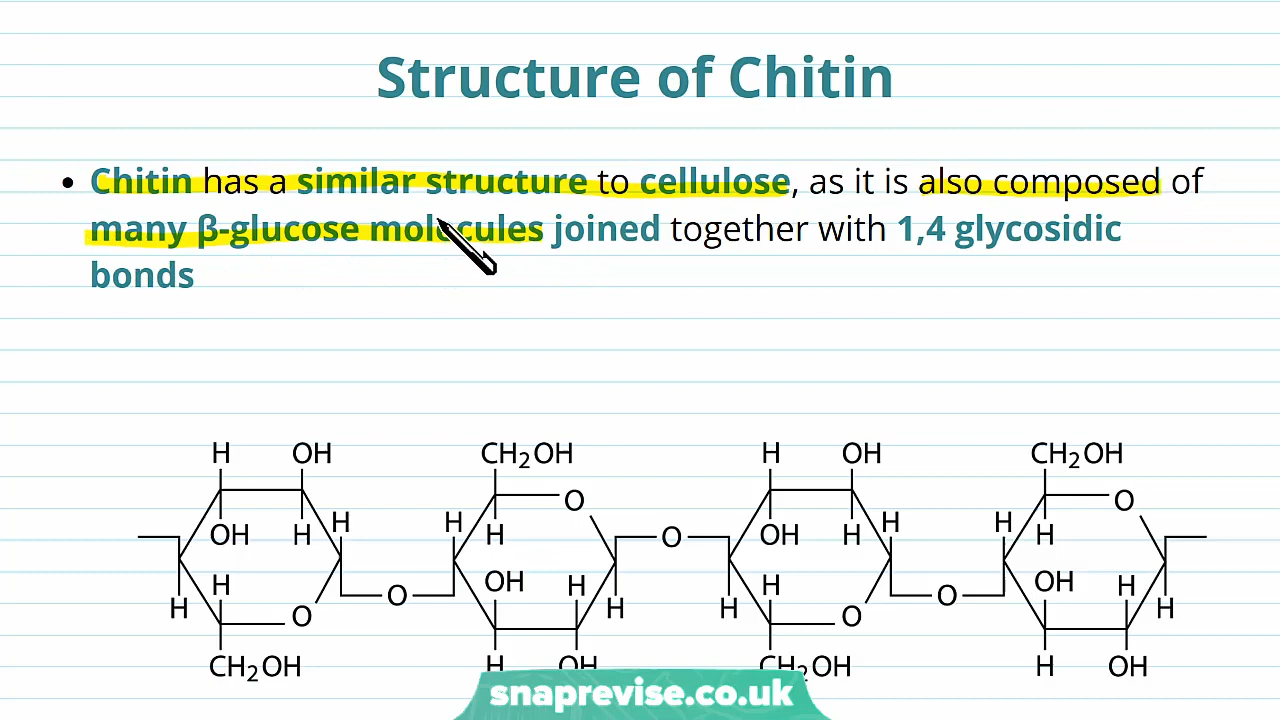 Structure of Chitin
• Chitin has a similar structure to cellulose, as it is also composed of
many β-glucose molecules joined together with 1,4 glycosidic
bonds
H OH CH₂OH H OH CH₂OH
O O
H H H H
OH H H O OH H H
H OH H H OH H
H H H H
O O
O O
CH₂OH H OH CH₂OH H OH
snaprevise.co.uk